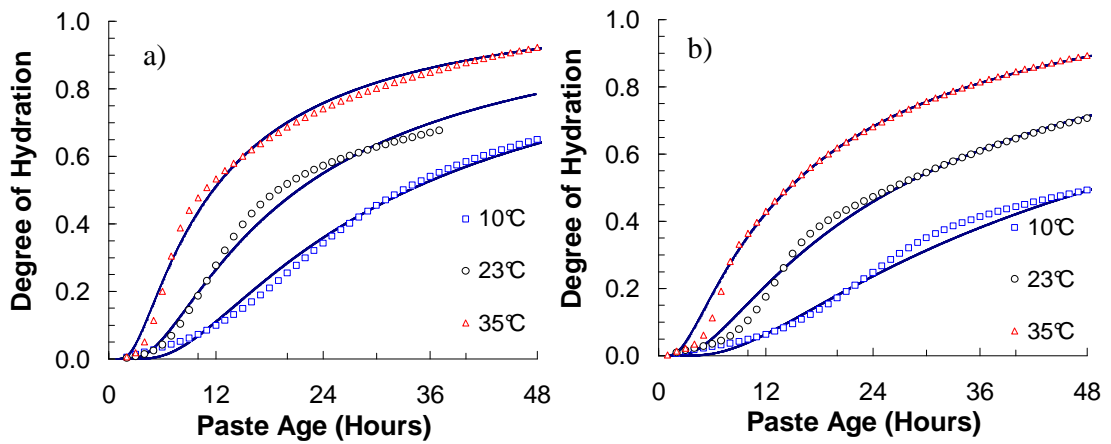 a)
Degree of Hydration
1.0
0.8
0.6
0.4
0.2
0.0
0 12 24 36 48
Paste Age (Hours)
10°C
23°C
35°C
b)
Degree of Hydration
1.0
0.8
0.6
0.4
0.2
0.0
0 12 24 36 48
Paste Age (Hours)
10°C
23°C
35°C